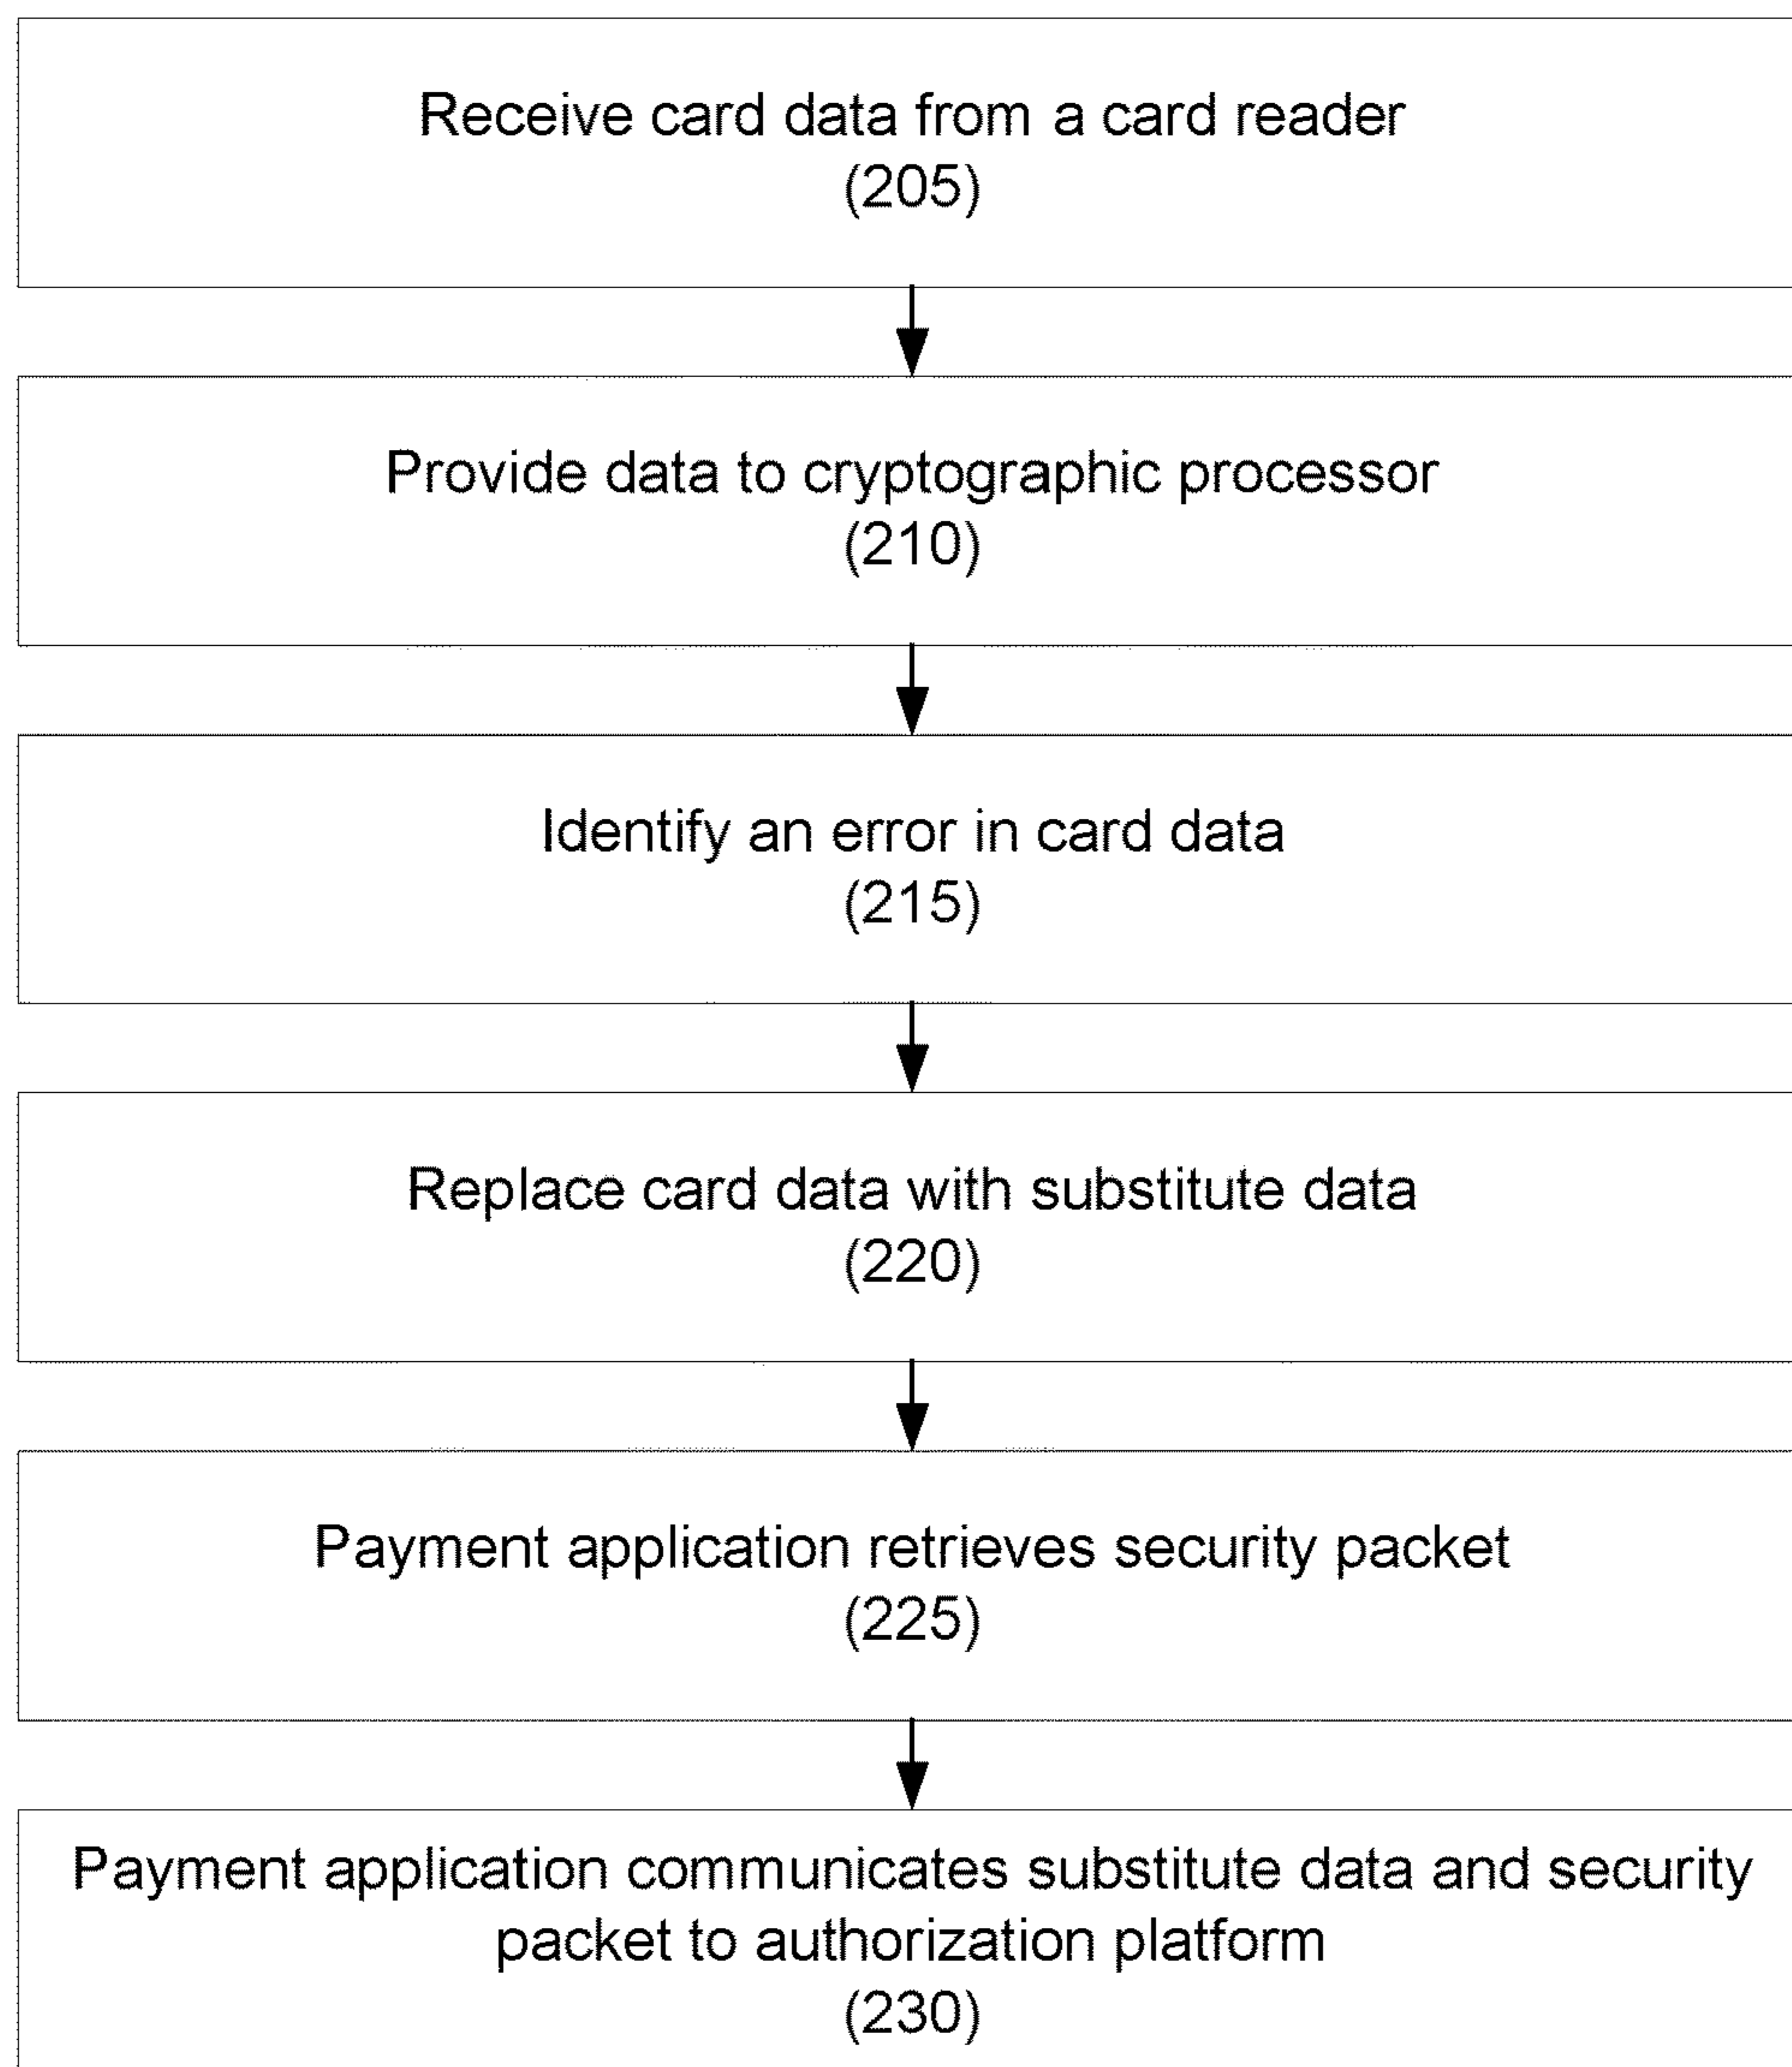 Receive card data from a card reader
(205)
Provide data to cryptographic processor
(210)
Identify an error in card data
(215)
Replace card data with substitute data
(220)
Payment application retrieves security packet
(225)
Payment application communicates substitute data and security
packet to authorization platform
(230)